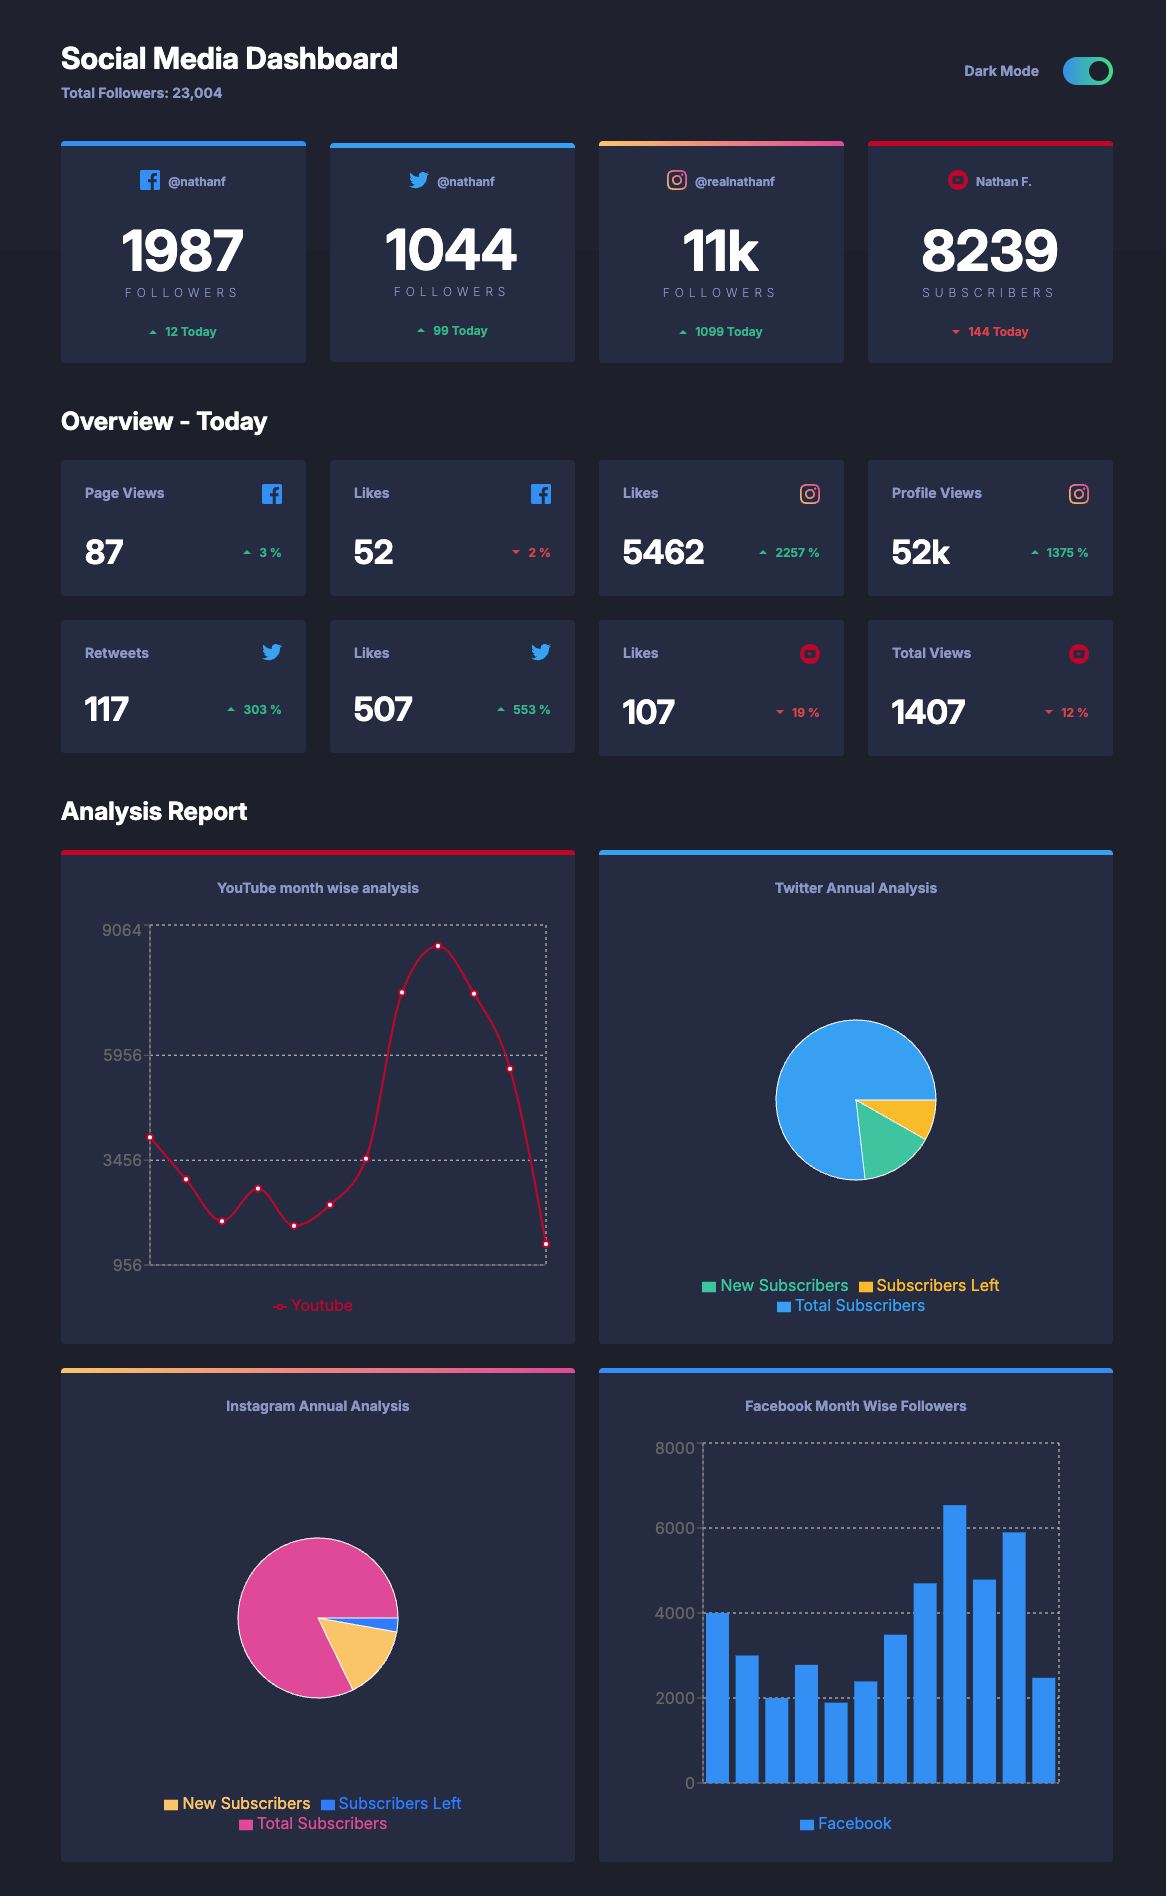 Social Media Dashboard
Total Followers: 23,004
Dark Mode
@nathanf
1987
FOLLOWERS
12 Today
@nathanf
1044
FOLLOWERS
99 Today
@realnathanf
11k
FOLLOWERS
1099 Today
Nathan F.
8239
SUBSCRIBERS
144 Today
Overview - Today
Page Views
87
3 %
Likes
52
2 %
Likes
5462
2257 %
Profile Views
52k
1375 %
Retweets
117
303 %
Likes
507
553 %
Likes
107
19 %
Total Views
1407
12 %
Analysis Report
YouTube month wise analysis
9064
5956
3456
956
Youtube
Twitter Annual Analysis
New Subscribers Subscribers Left
Total Subscribers
Instagram Annual Analysis
New Subscribers Subscribers Left
Total Subscribers
Facebook Month Wise Followers
8000
6000
4000
2000
0
Facebook